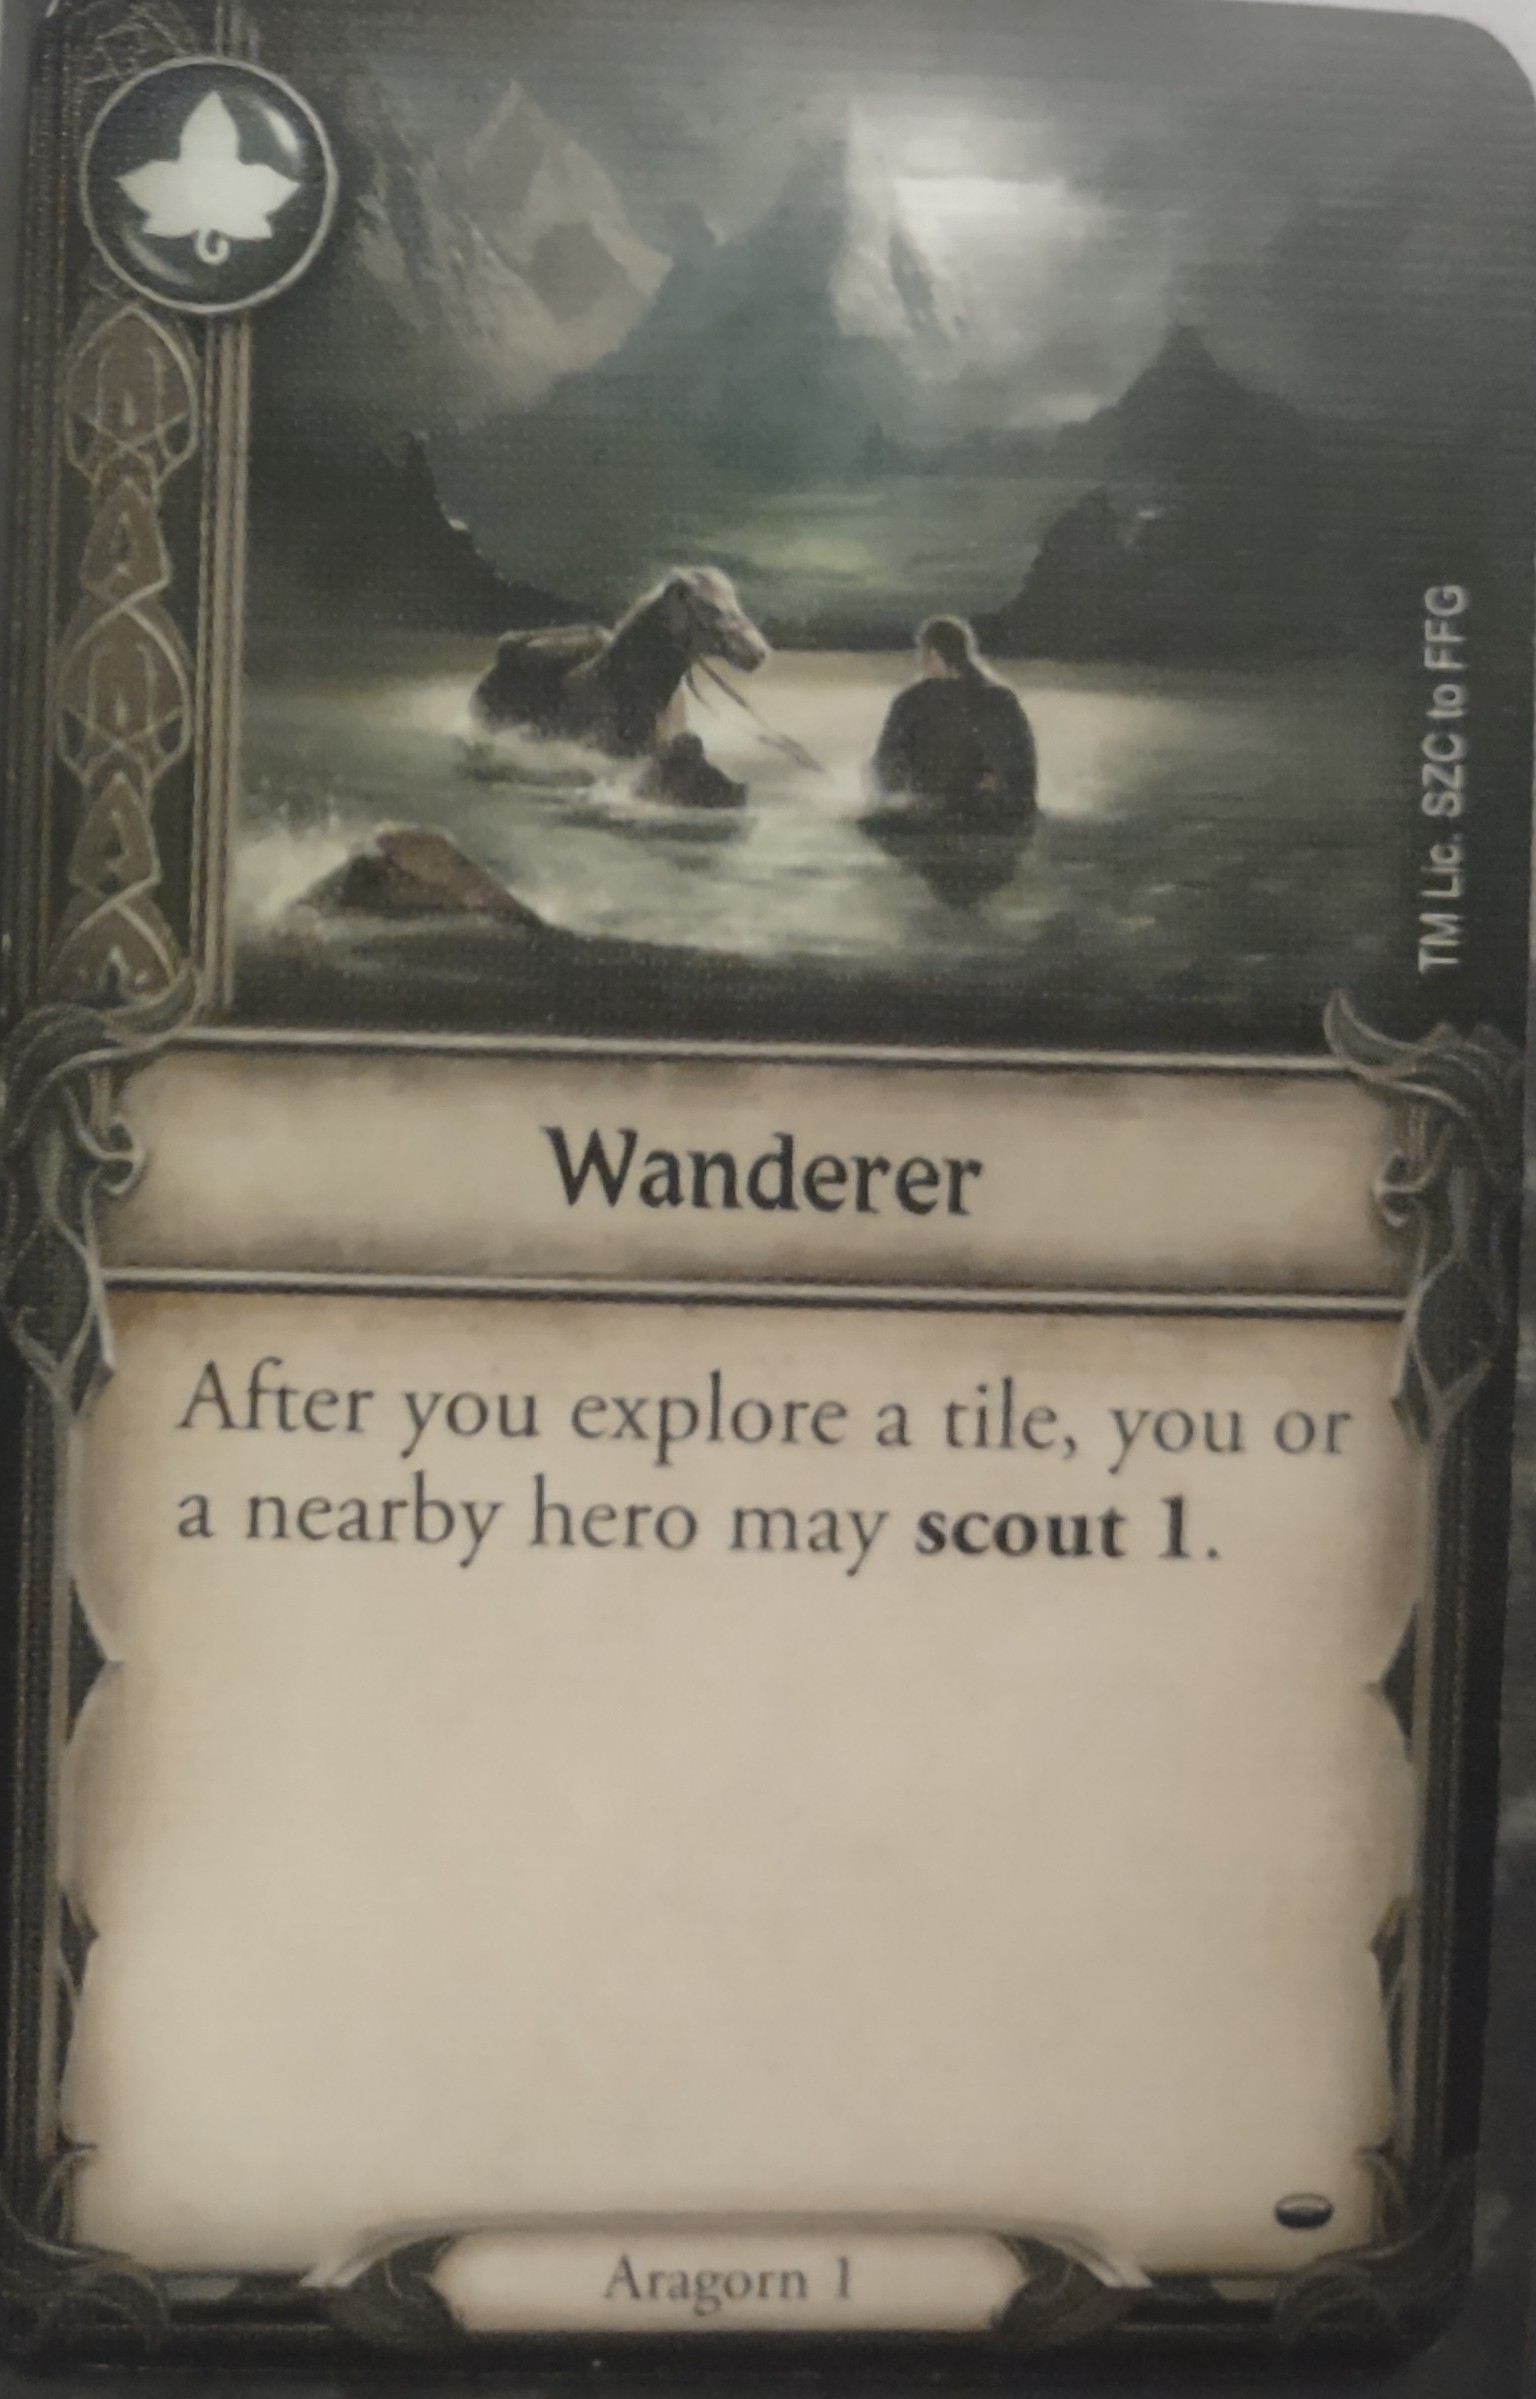 TM Lic. SZC to FFG
Wanderer
After you explore a tile, you or
a nearby hero may scout 1.
Aragorn 1